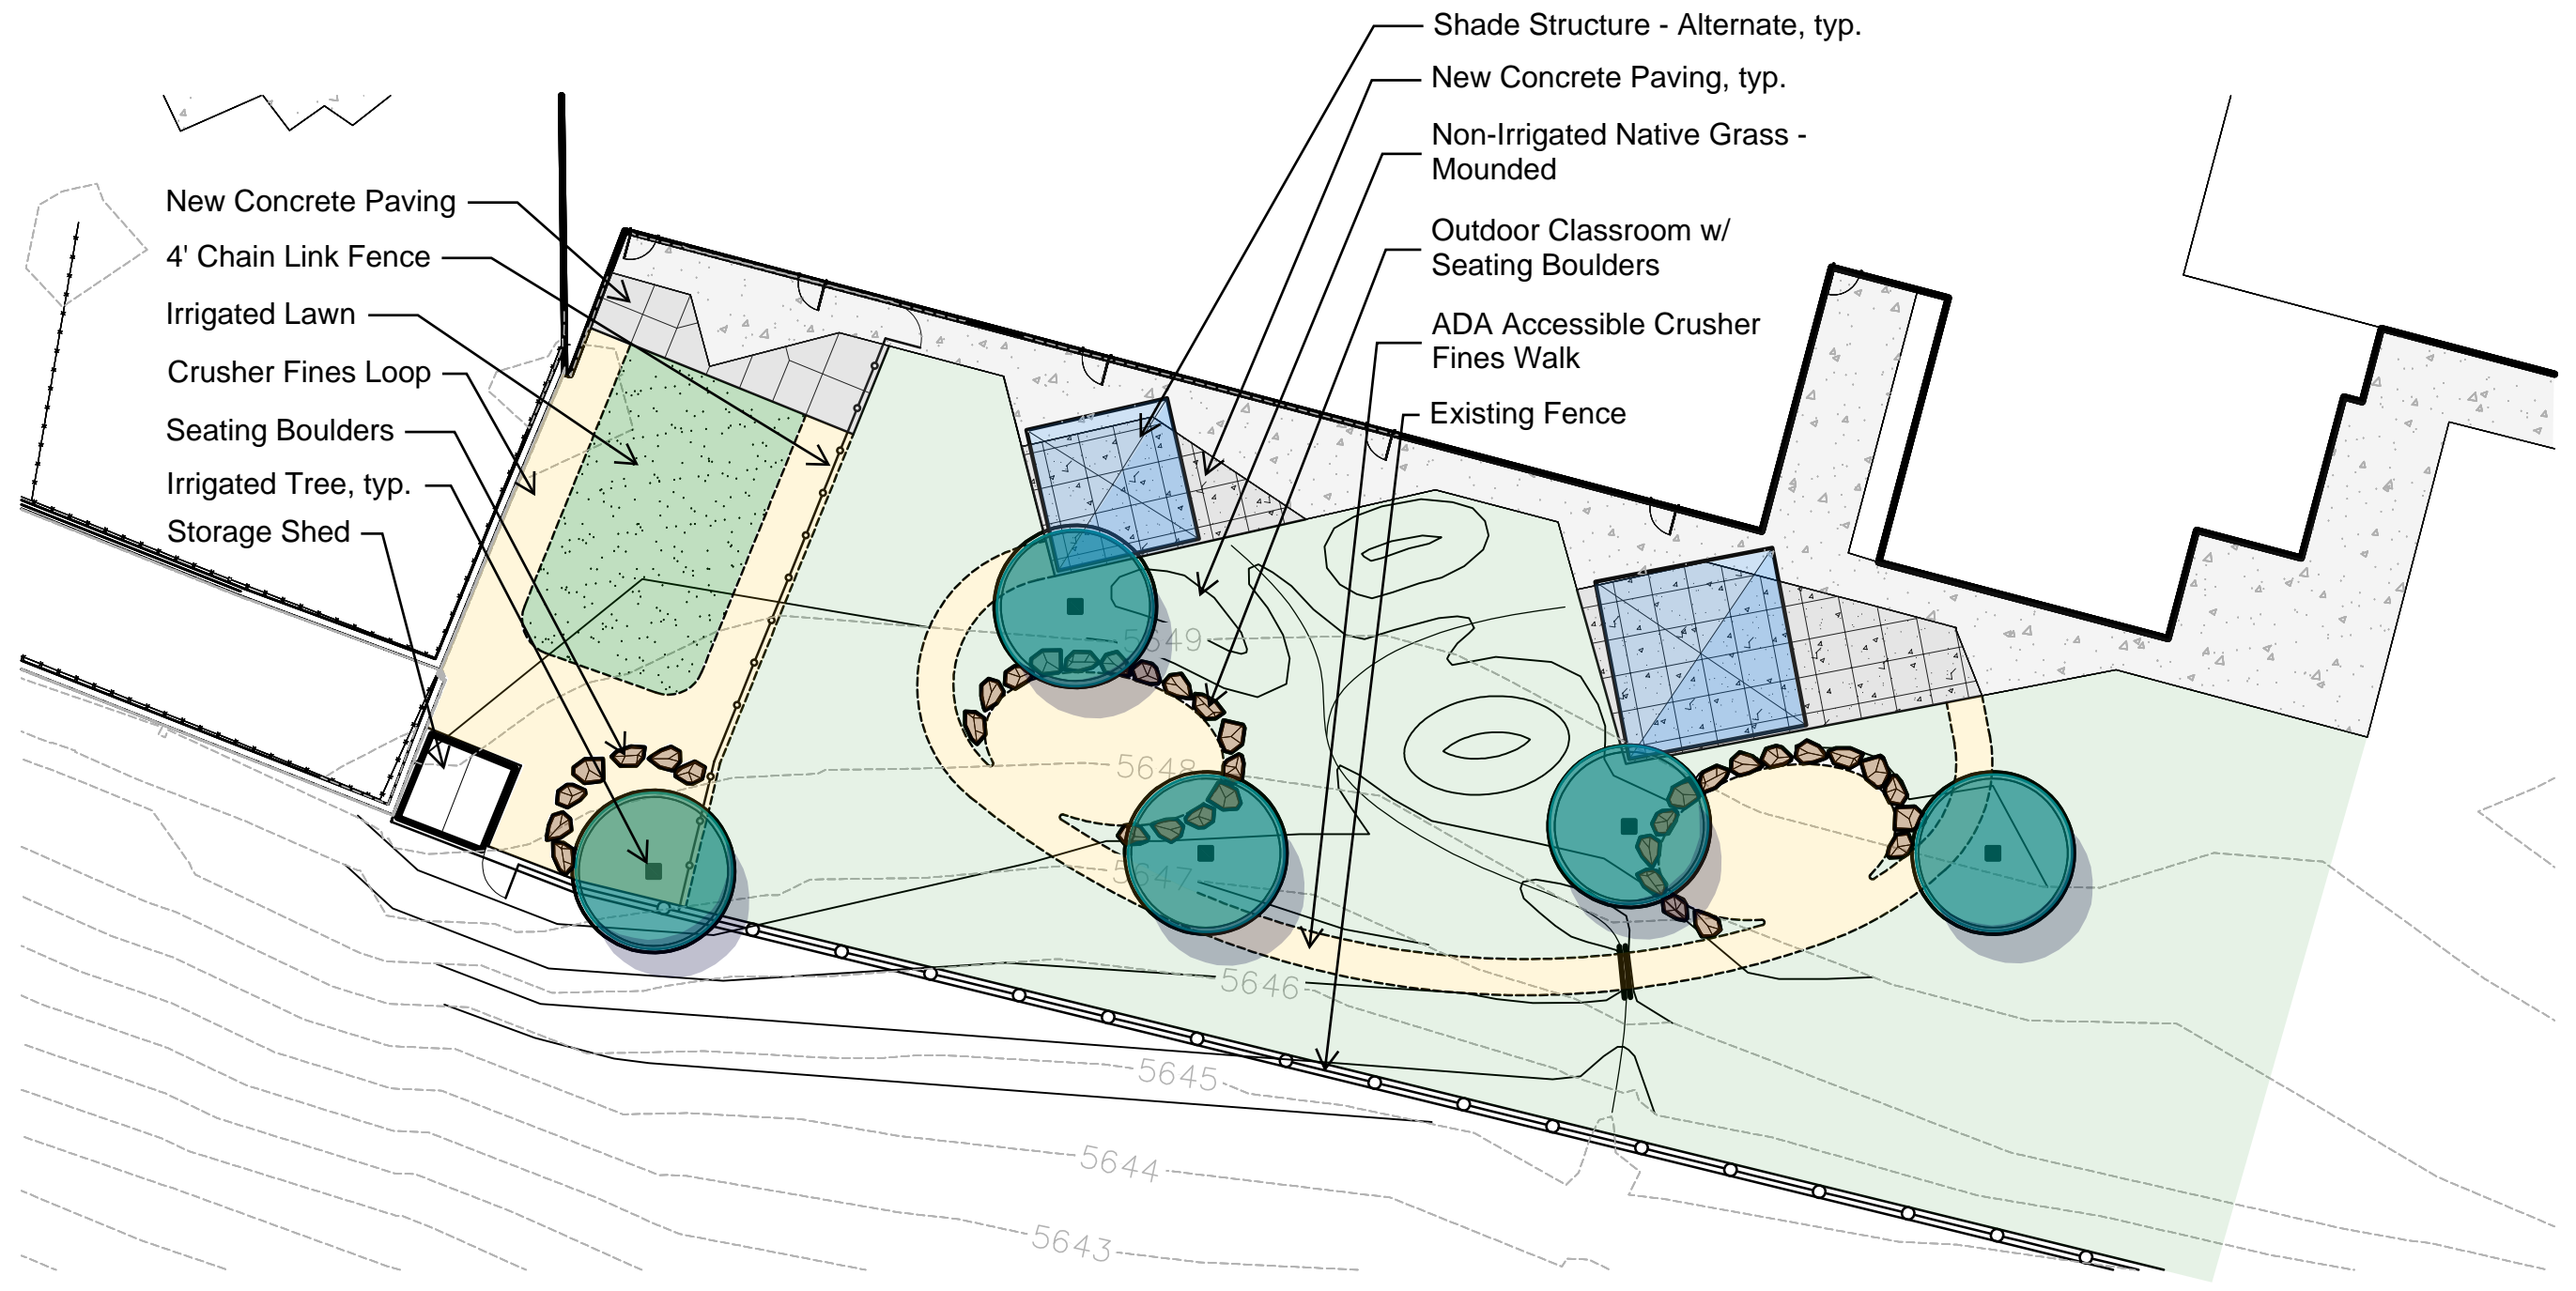 Shade Structure - Alternate, typ.
New Concrete Paving, typ.
Non-Irrigated Native Grass -
Mounded
Outdoor Classroom w/
Seating Boulders
ADA Accessible Crusher
Fines Walk
Existing Fence
New Concrete Paving
4' Chain Link Fence
Irrigated Lawn
Crusher Fines Loop
Seating Boulders
Irrigated Tree, typ.
Storage Shed
5649
5648
5647
5646
5645
5644
5643